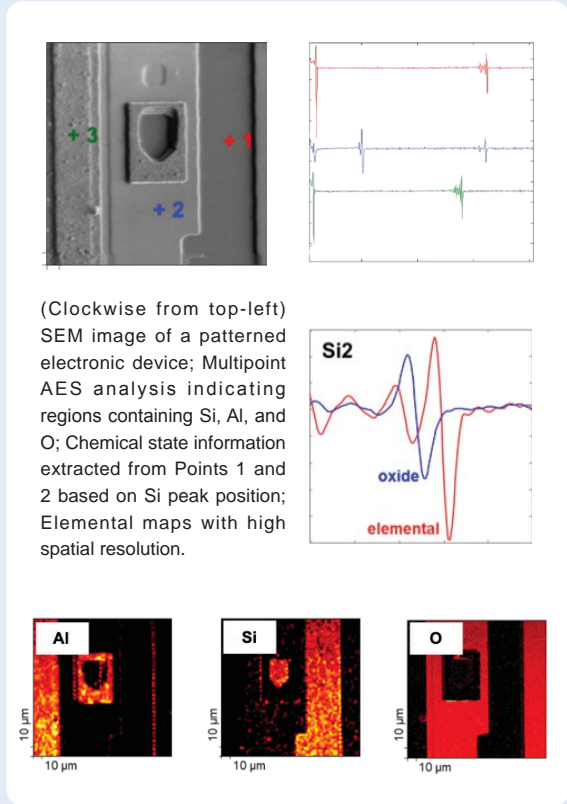 + 3
+ 1
+ 2
(Clockwise from top-left)
SEM image of a patterned
electronic device; Multipoint
AES analysis indicating
regions containing Si, Al, and
O; Chemical state information
extracted from Points 1 and
2 based on Si peak position;
Elemental maps with high
spatial resolution.
Si2
oxide
elemental
Al
10 µm
10 µm
Si
10 µm
10 µm
O
10 µm
10 µm